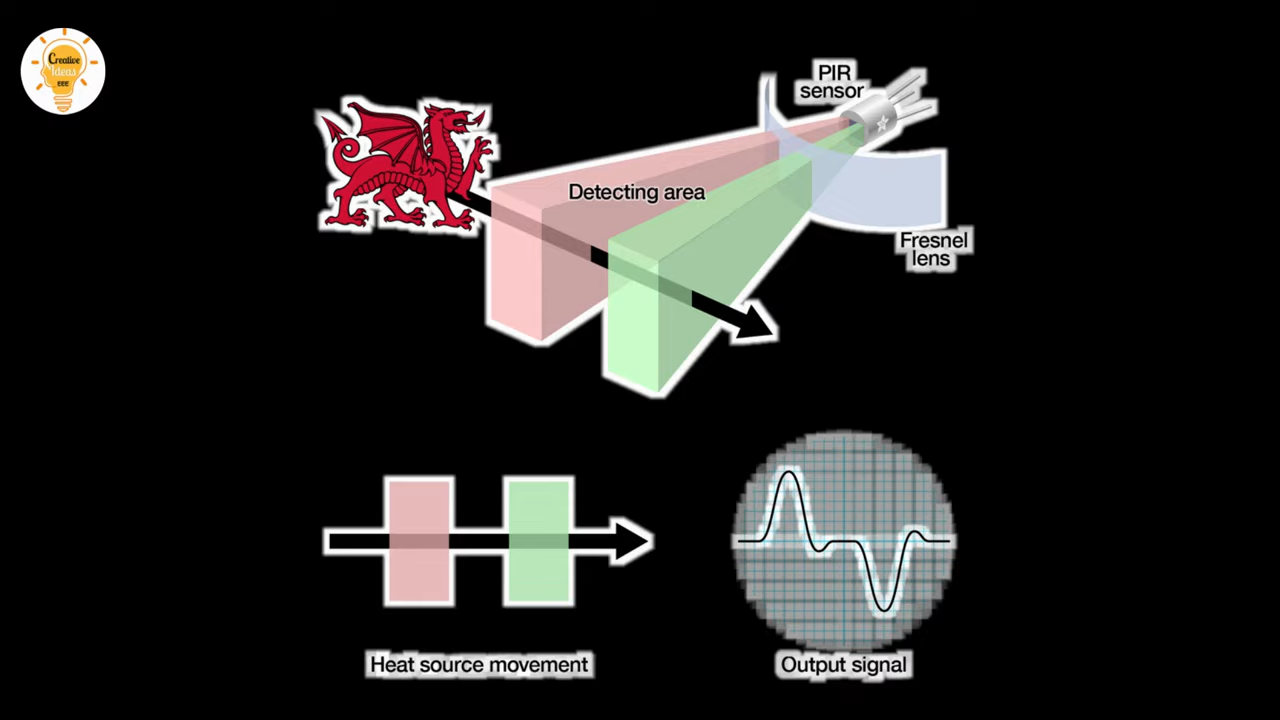 Creative
Ideas
EEE
PIR
sensor
Detecting area
Fresnel
lens
Heat source movement
Output signal